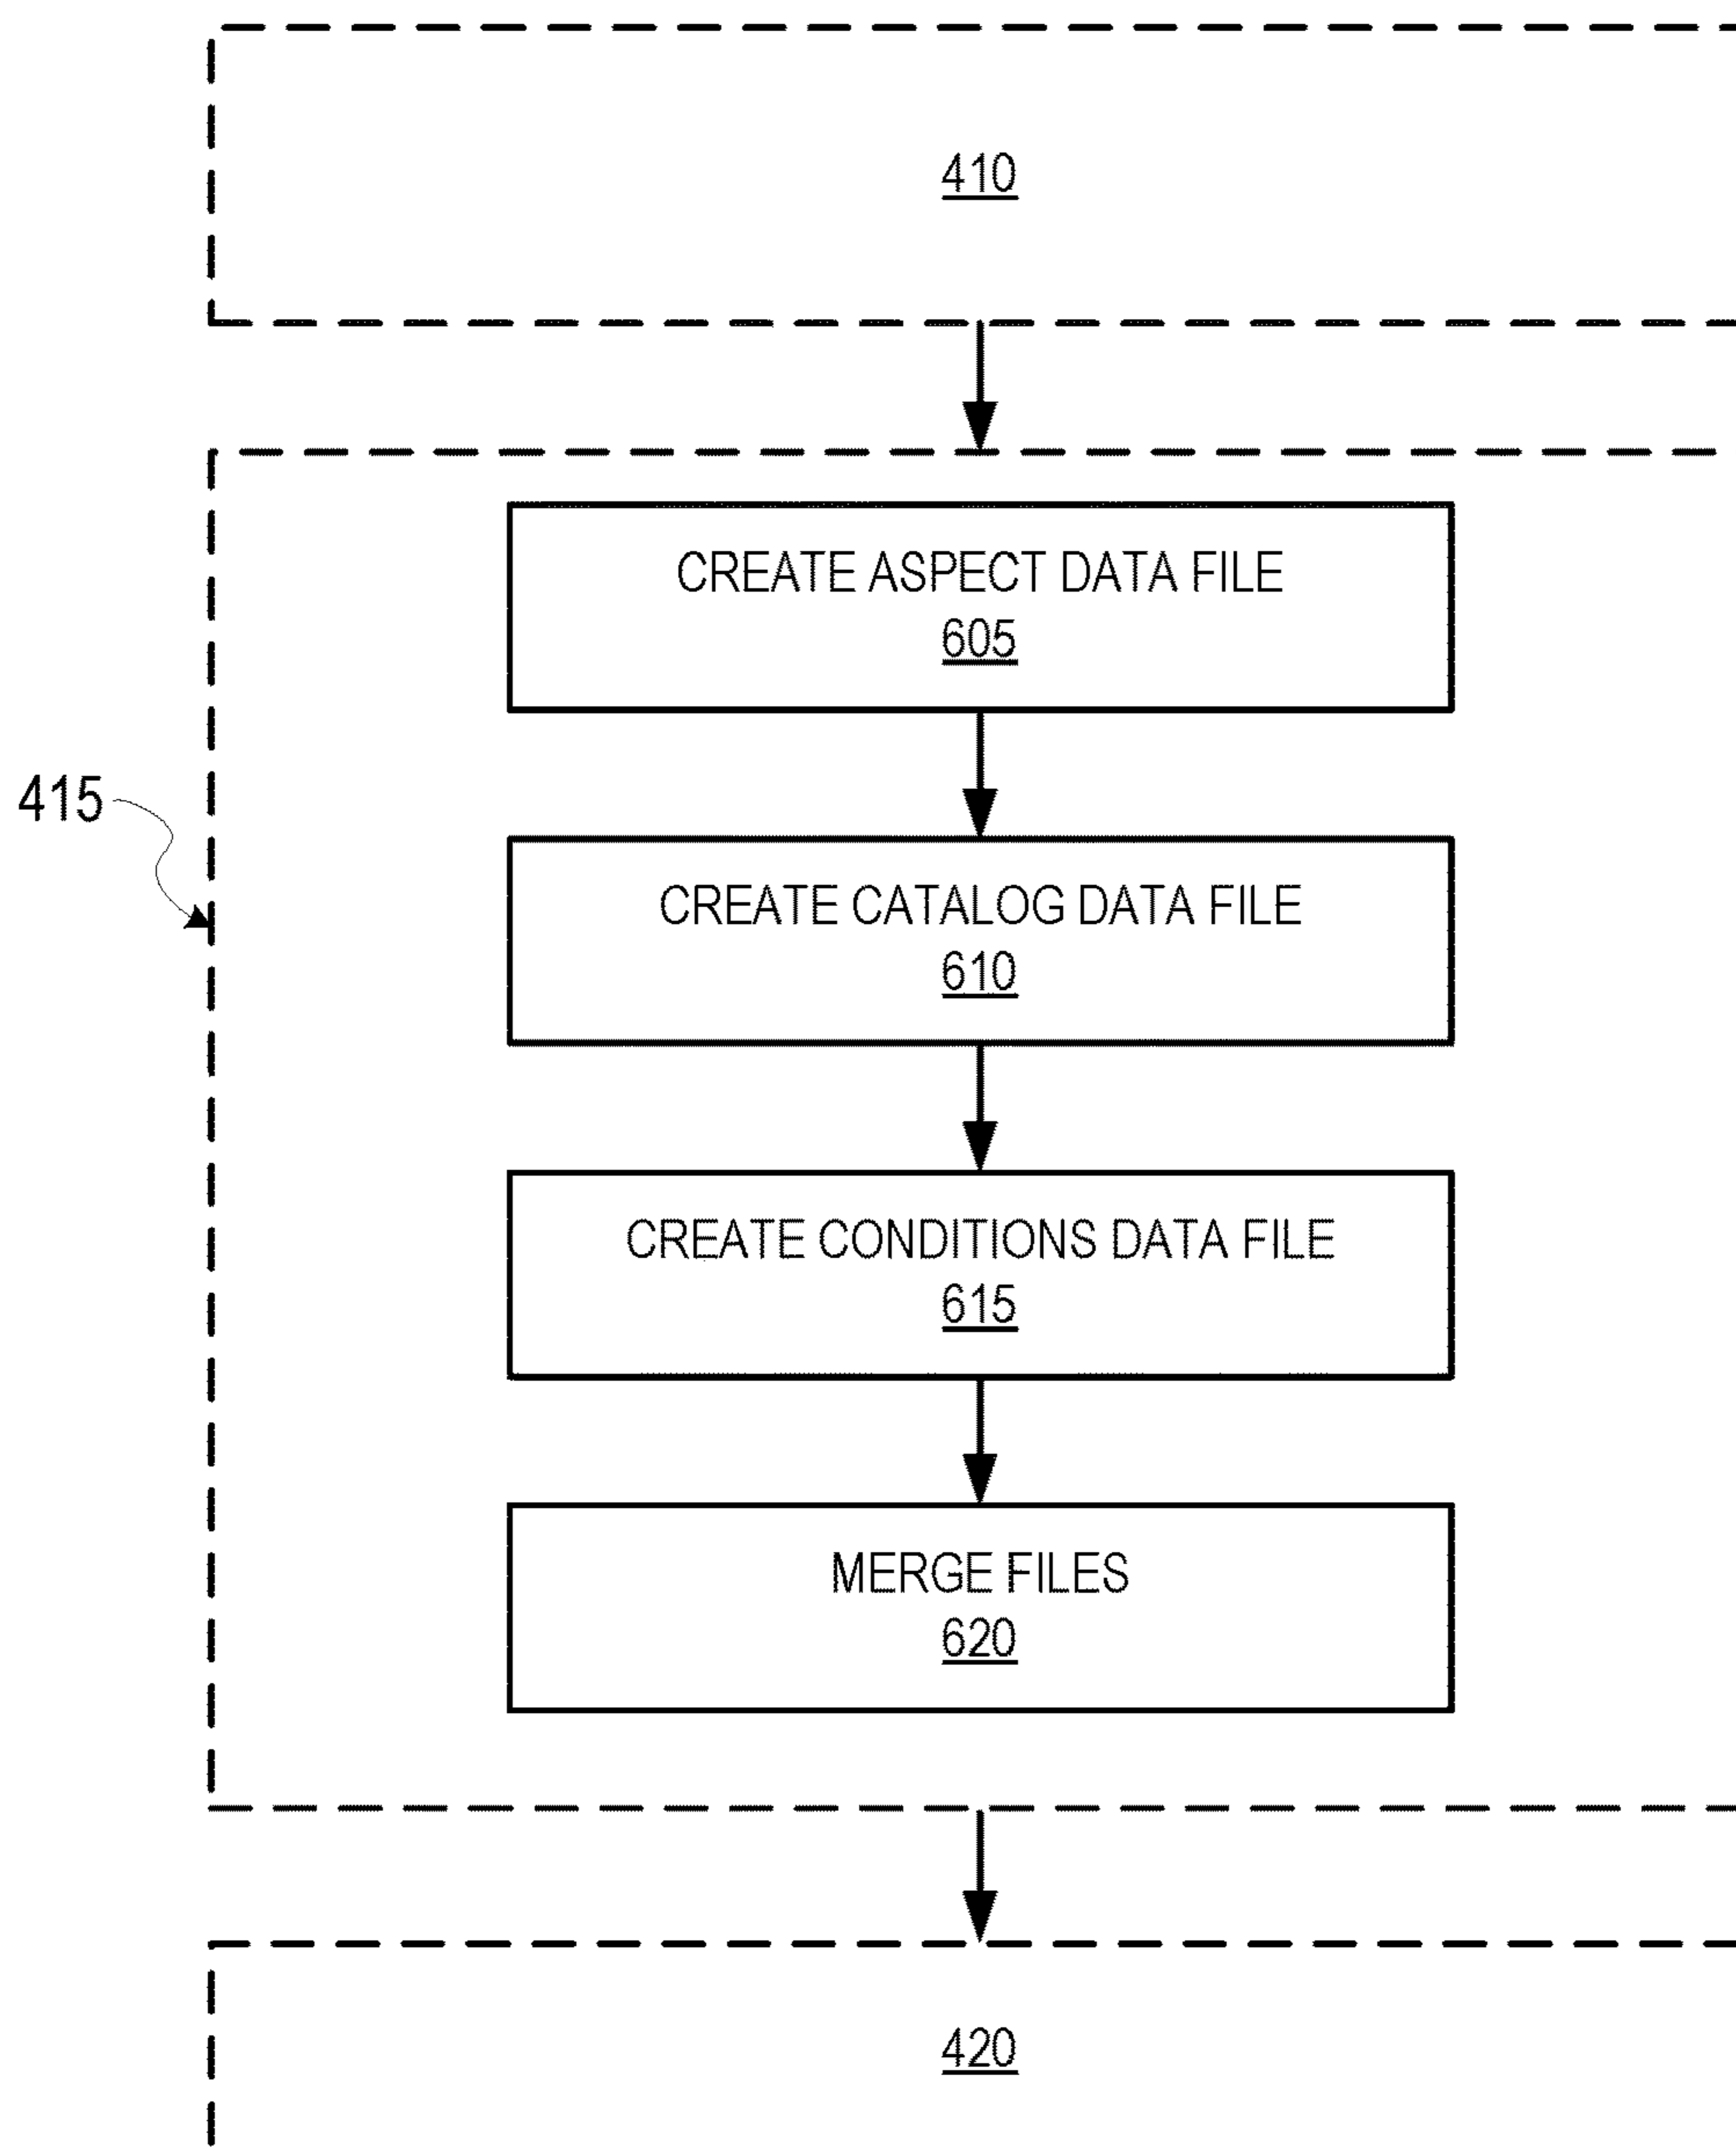 410
CREATE ASPECT DATA FILE
605
415
CREATE CATALOG DATA FILE
610
CREATE CONDITIONS DATA FILE
615
MERGE FILES
620
420